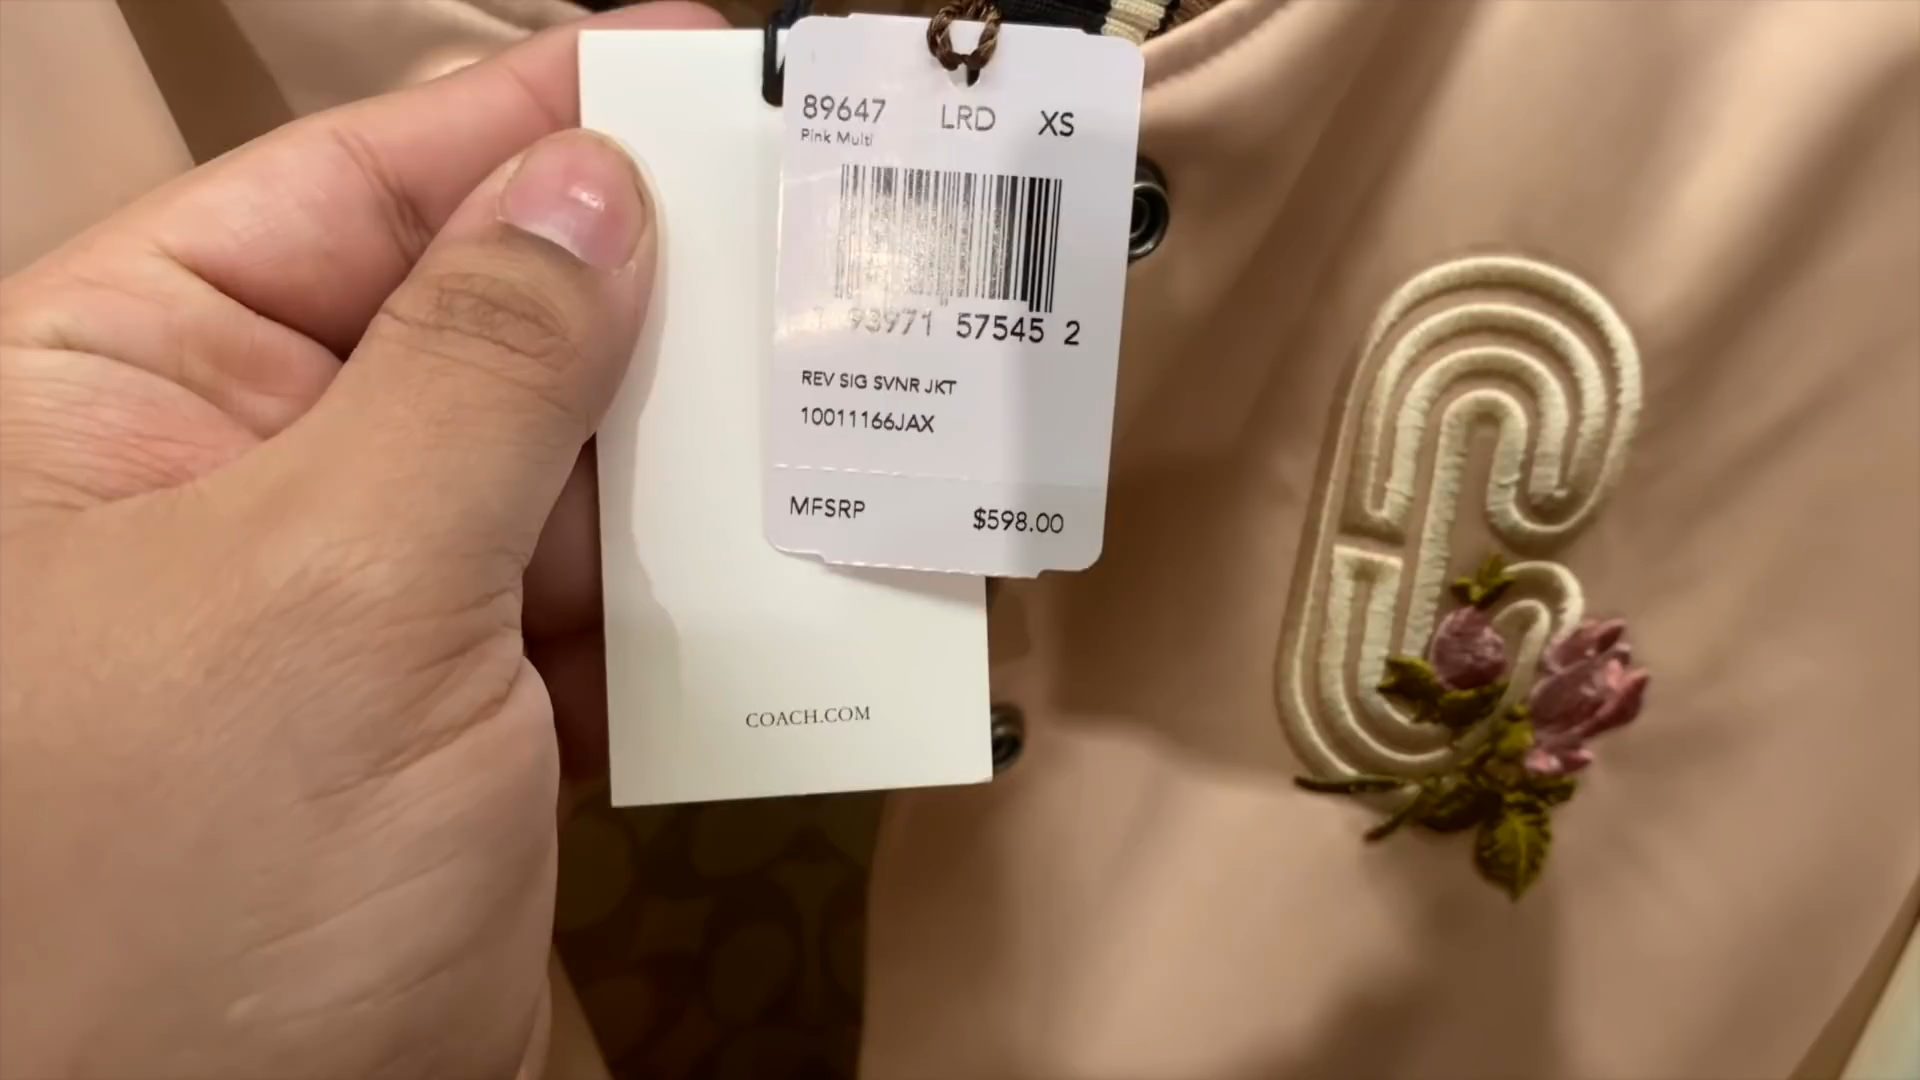 89647 LRD XS
Pink Multi
93971 57545 2
REV SIG SVNR JKT
10011166JAX
MFSRP $598.00
COACH.COM